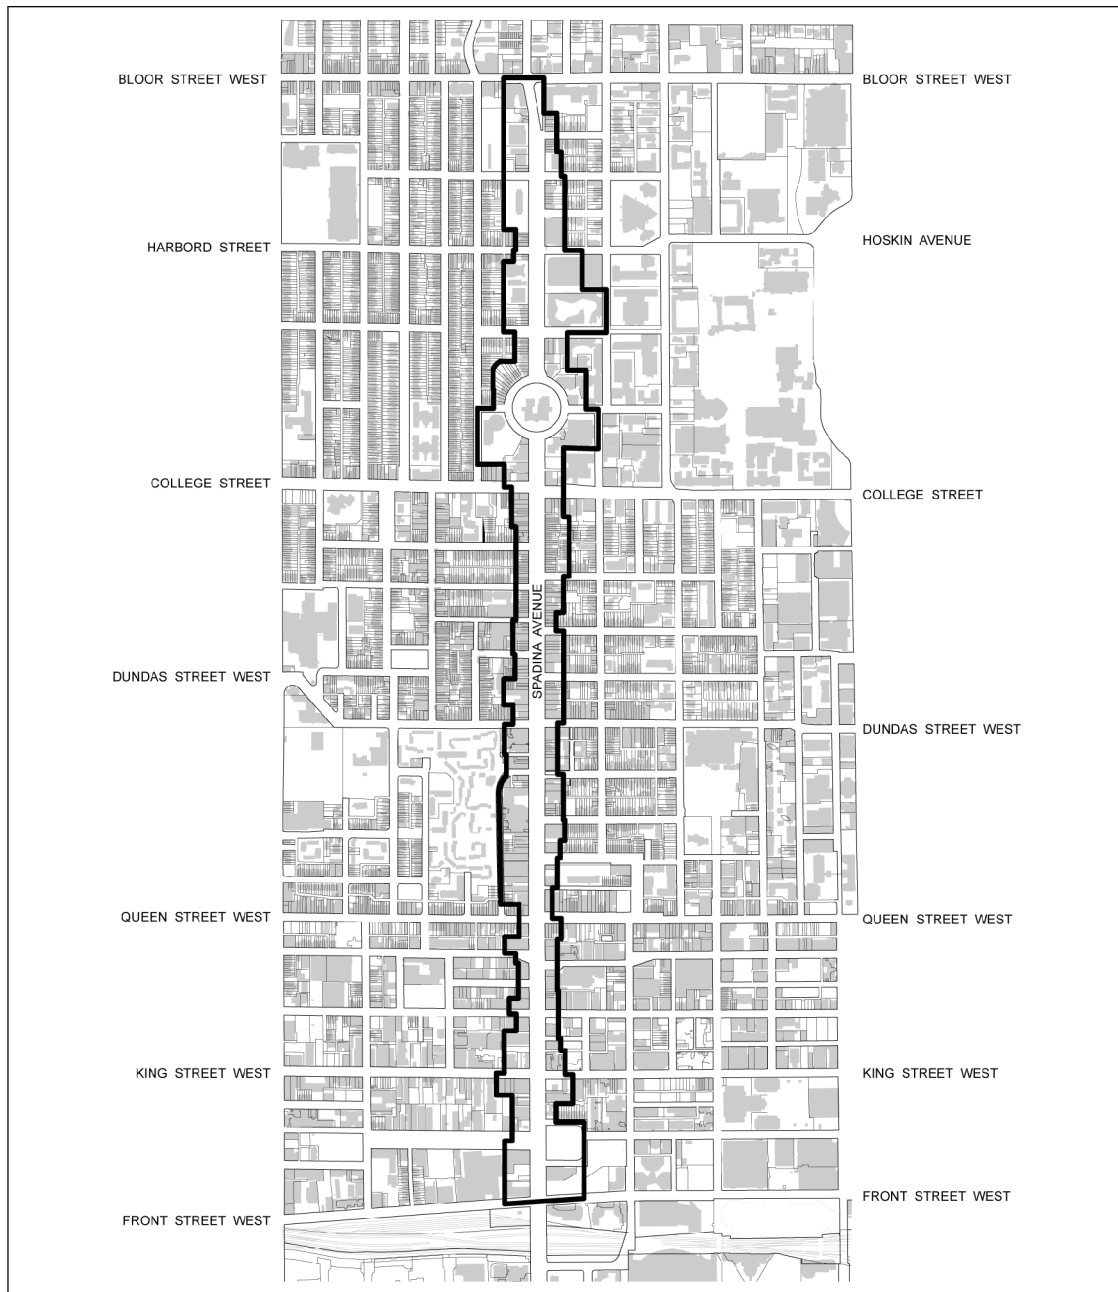 BLOOR STREET WEST
BLOOR STREET WEST
HARBORD STREET
HOSKIN AVENUE
COLLEGE STREET
COLLEGE STREET
SPADINA AVENUE
DUNDAS STREET WEST
DUNDAS STREET WEST
QUEEN STREET WEST
QUEEN STREET WEST
KING STREET WEST
KING STREET WEST
FRONT STREET WEST
FRONT STREET WEST